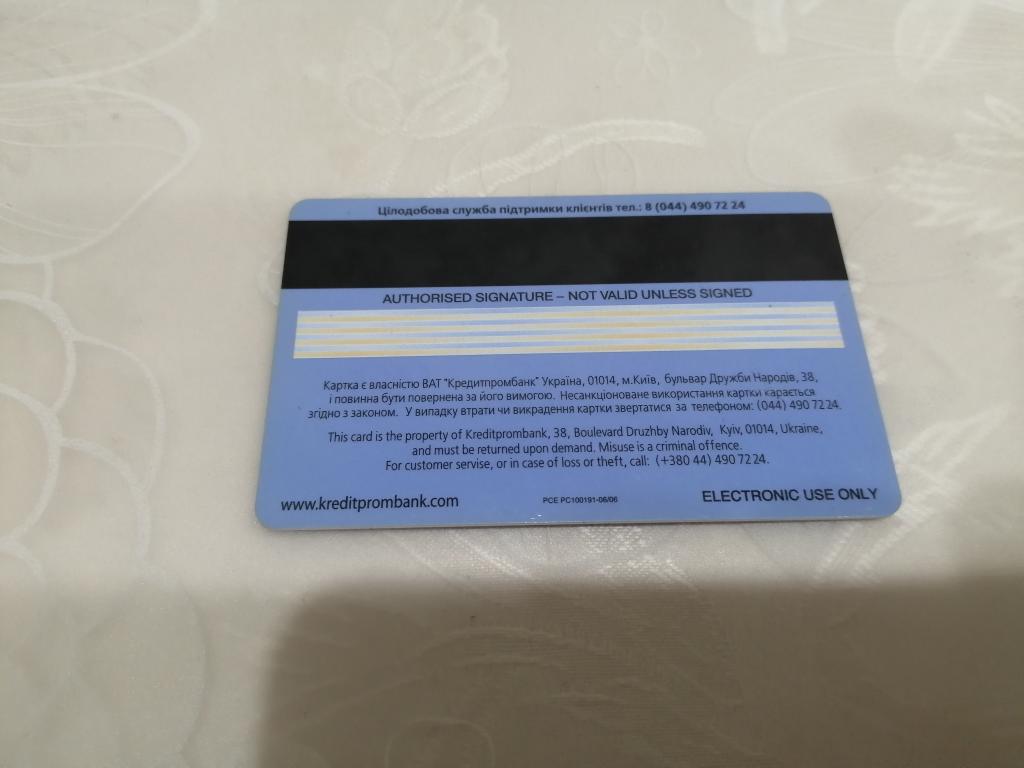 Цілодобова служба підтримки клієнтів тел.: 8 (044) 490 72 24
AUTHORISED SIGNATURE – NOT VALID UNLESS SIGNED
Картка є власністю ВАТ "Кредитпромбанк" Україна, 01014, м.Київ, бульвар Дружби Народів, 38,
і повинна бути повернена за його вимогою. Несанкціоноване використання картки карається
згідно з законом. У випадку втрати чи викрадення картки звертатися за телефоном: (044) 490 72 24.
This card is the property of Kreditprombank, 38, Boulevard Druzhby Narodiv, Kyiv, 01014, Ukraine,
and must be returned upon demand. Misuse is a criminal offence.
For customer servise, or in case of loss or theft, call: (+380 44) 490 72 24.
www.kreditprombank.com PCE PC100191-06/06 ELECTRONIC USE ONLY